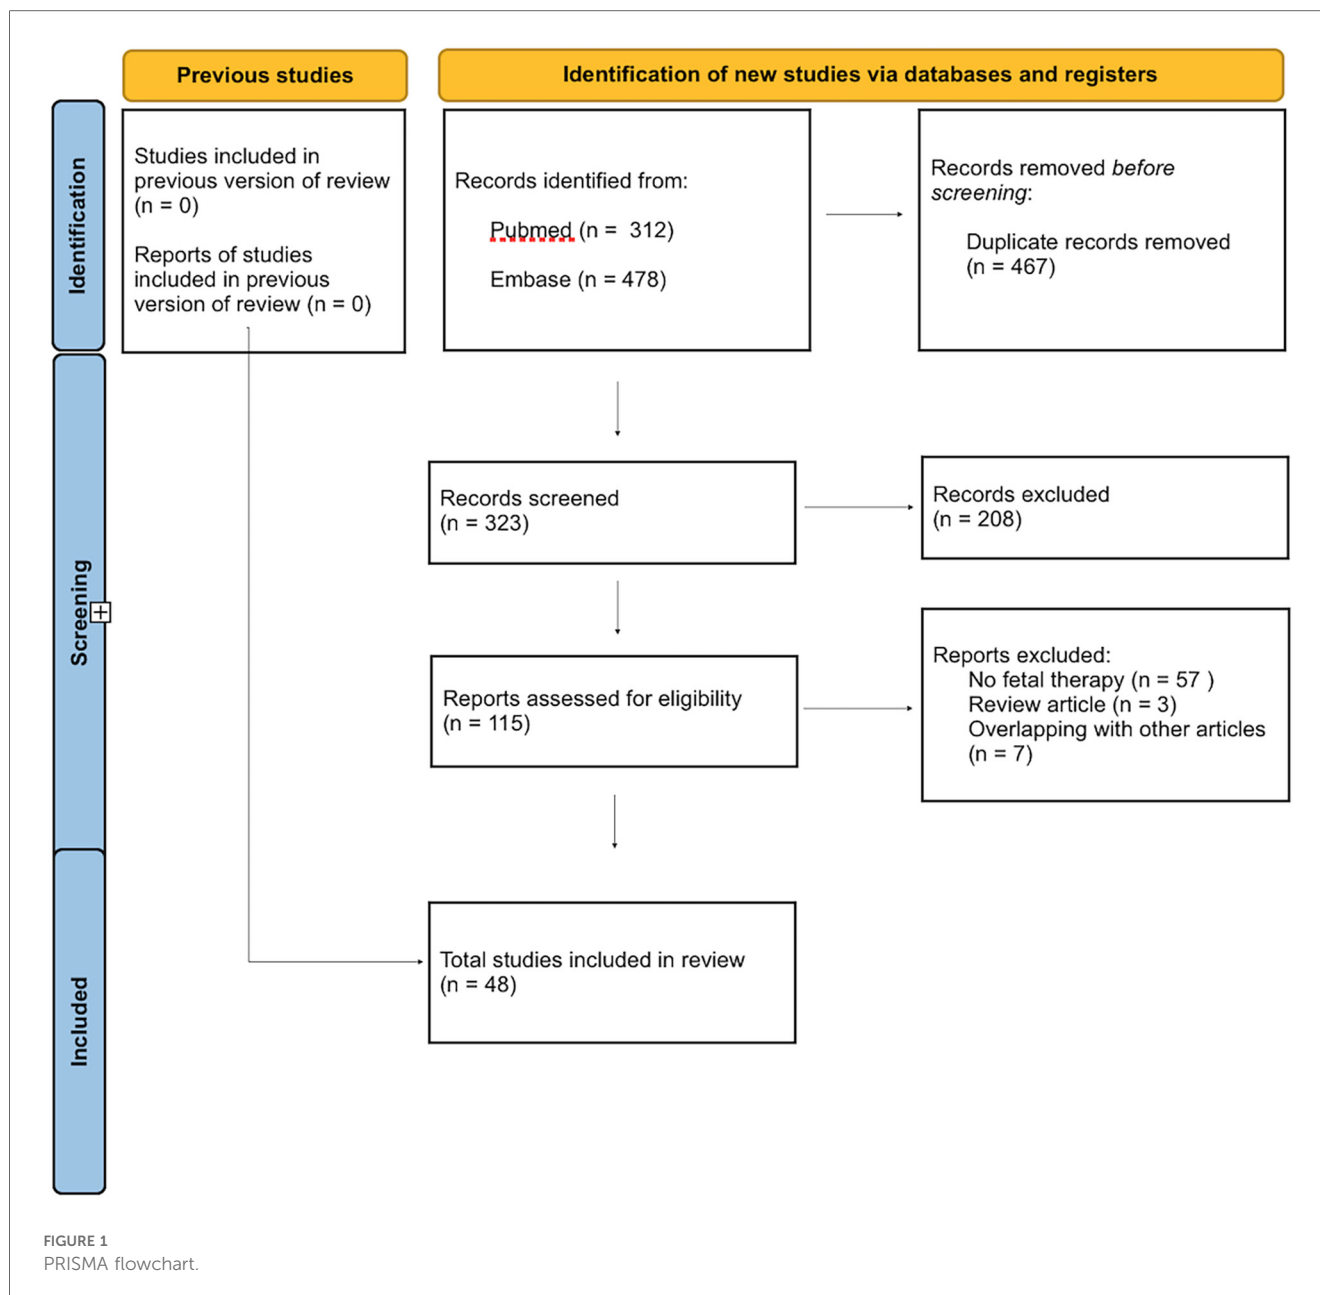 Previous studies
Identification of new studies via databases and registers
Identification
Studies included in
previous version of review
(n = 0)
Reports of studies
included in previous
version of review (n = 0)
Records identified from:
Pubmed (n =  312)
Embase (n = 478)
Records removed before
screening:
Duplicate records removed
(n = 467)
Screening
Records screened
(n = 323)
Records excluded
(n = 208)
Reports assessed for eligibility
(n = 115)
Reports excluded:
No fetal therapy (n = 57 )
Review article (n = 3)
Overlapping with other articles
(n = 7)
Included
Total studies included in review
(n = 48)
FIGURE 1
PRISMA flowchart.